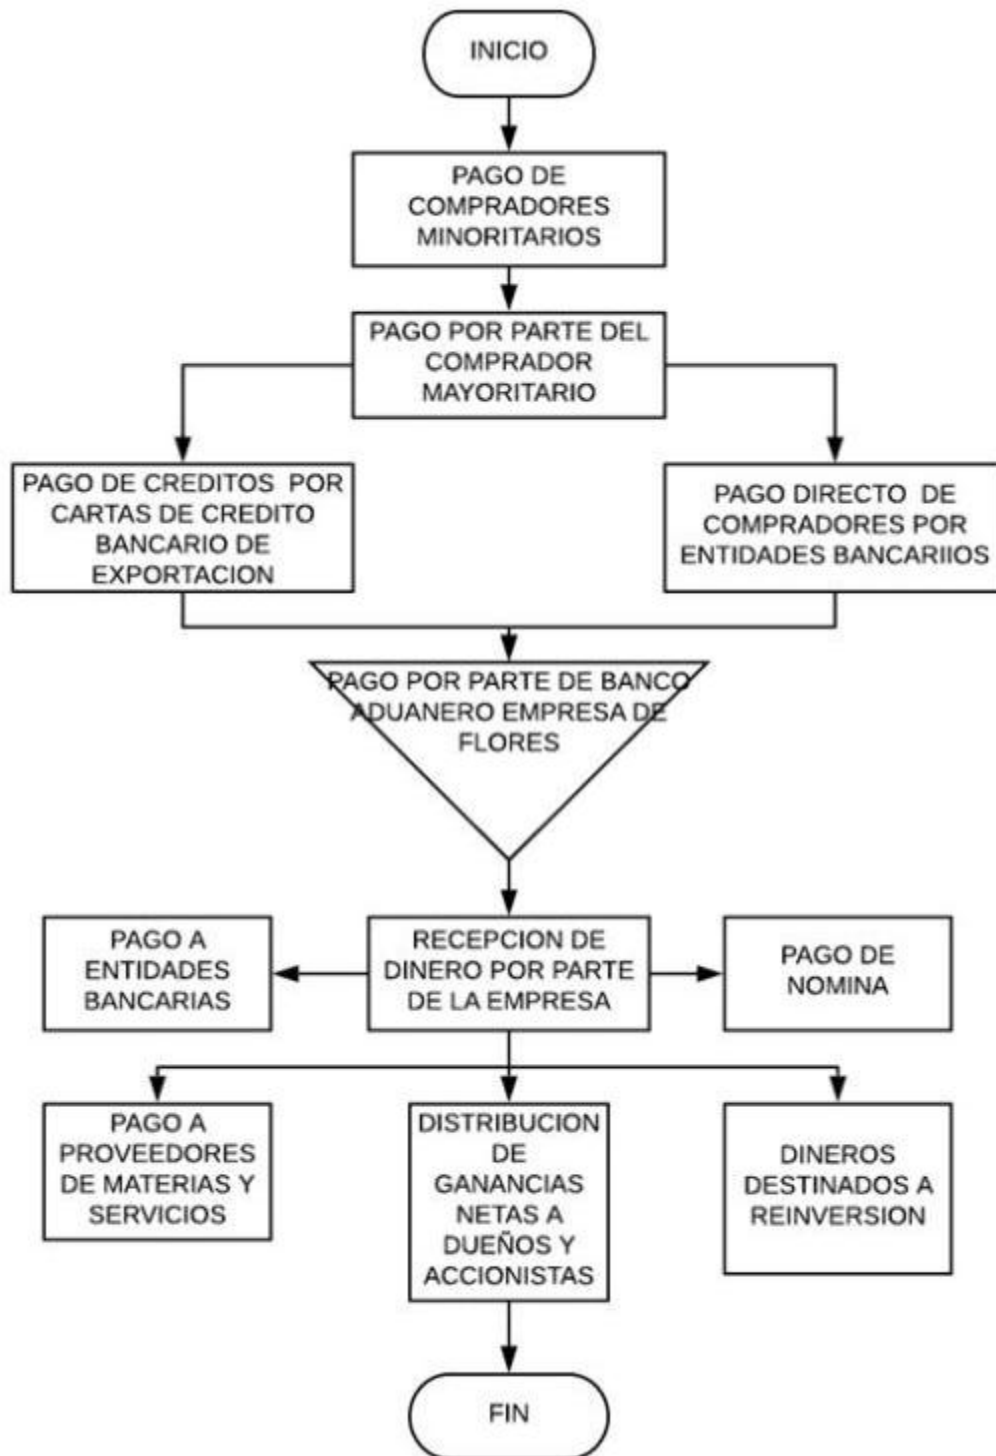 INICIO
PAGO DE
COMPRADORES
MINORITARIOS
PAGO POR PARTE DEL
COMPRADOR
MAYORITARIO
PAGO DE CREDITOS POR
CARTAS DE CREDITO
BANCARIO DE
EXPORTACION
PAGO DIRECTO DE
COMPRADORES POR
ENTIDADES BANCARIIOS
PAGO POR PARTE DE BANCO
ADUANERO EMPRESA DE
FLORES
PAGO A
ENTIDADES
BANCARIAS
RECEPCION DE
DINERO POR PARTE
DE LA EMPRESA
PAGO DE
NOMINA
PAGO A
PROVEEDORES
DE MATERIAS Y
SERVICIOS
DISTRIBUCION
DE
GANANCIAS
NETAS A
DUEÑOS Y
ACCIONISTAS
DINEROS
DESTINADOS A
REINVERSION
FIN